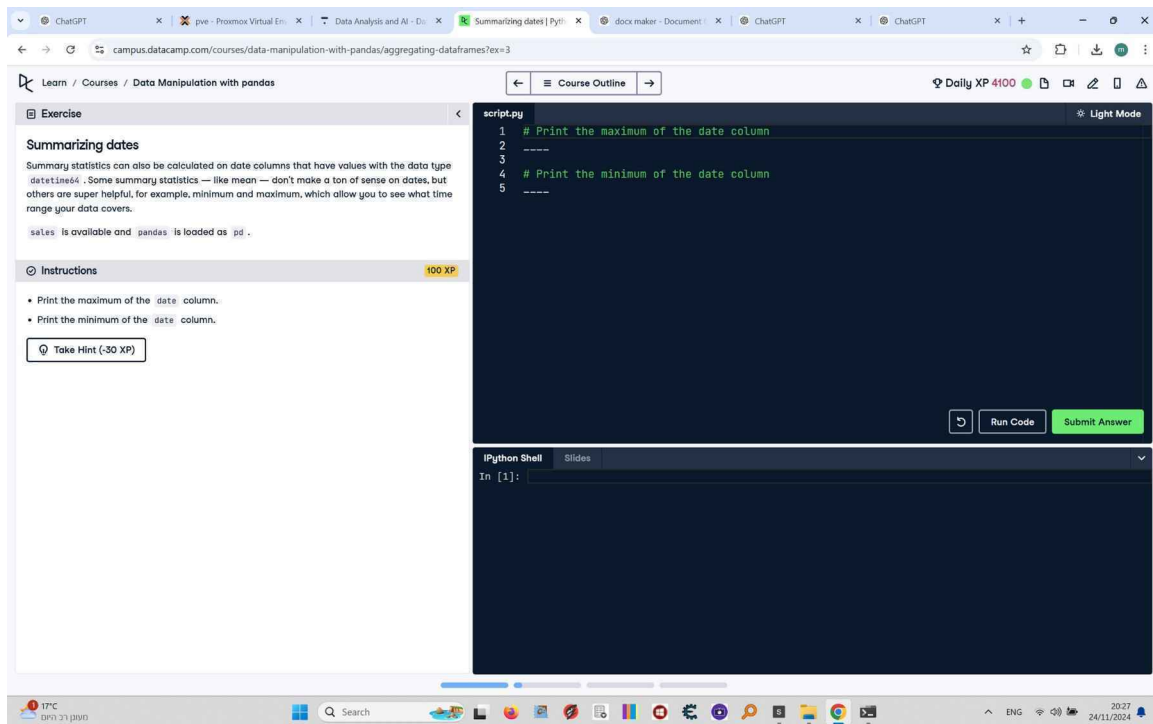 ChatGPT
pve - Proxmox Virtual En
Data Analysis and AI - Da
Summarizing dates | Pyth
docx maker - Document
ChatGPT
ChatGPT
campus.datacamp.com/courses/data-manipulation-with-pandas/aggregating-dataframes?ex=3
m
Learn / Courses / Data Manipulation with pandas
Course Outline
Daily XP 4100
Exercise
Summarizing dates
Summary statistics can also be calculated on date columns that have values with the data type
datetime64 . Some summary statistics — like mean — don't make a ton of sense on dates, but
others are super helpful, for example, minimum and maximum, which allow you to see what time
range your data covers.
sales is available and pandas is loaded as pd .
Instructions
100 XP
• Print the maximum of the date column.
• Print the minimum of the date column.
Take Hint (-30 XP)
script.py
Light Mode
1 # Print the maximum of the date column
2 ____
3
4 # Print the minimum of the date column
5 ____
Run Code
Submit Answer
IPython Shell
Slides
In [1]:
1
17°C
מעונן רב היום
Search
S
ENG
20:27
24/11/2024